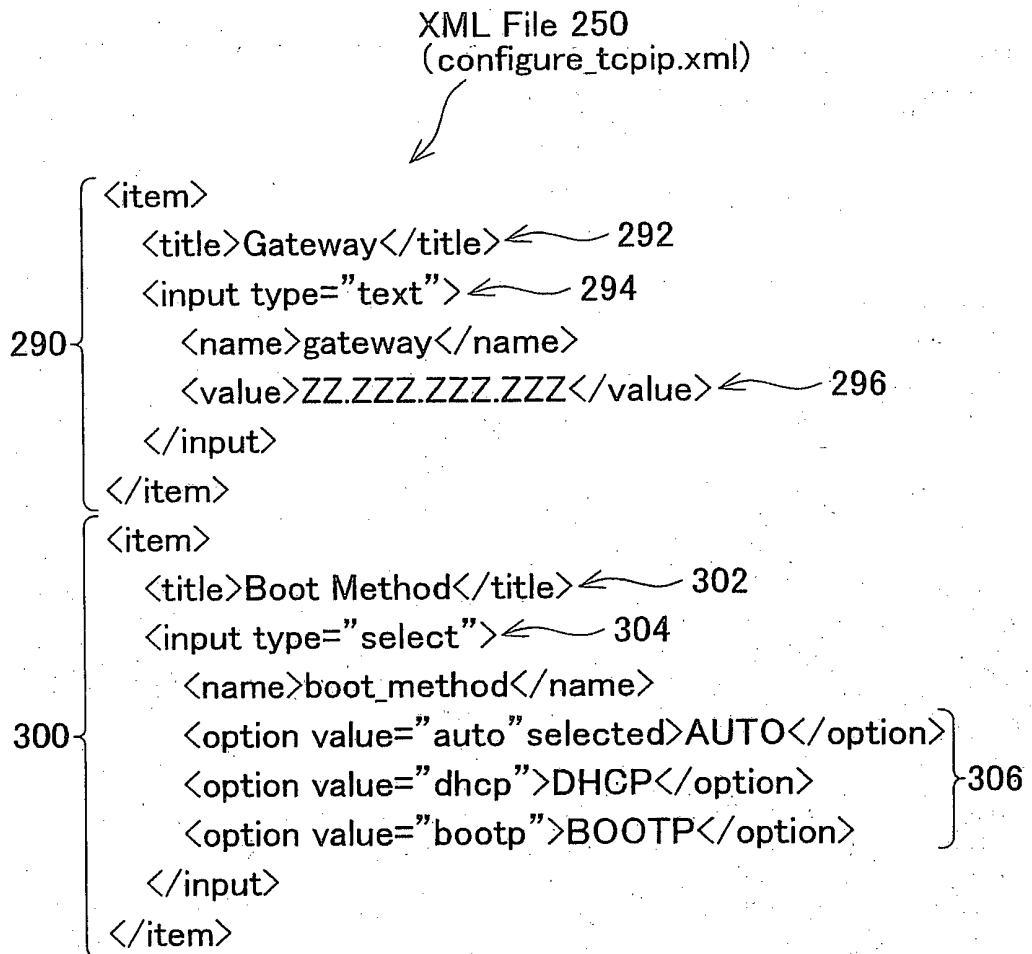 XML File 250
(configure_tcpip.xml)
<item>
<title>Gateway</title> 292
<input type=”text”> 294
290
<name>gateway</name>
<value>ZZ.ZZZ.ZZZ.ZZZ</value> 296
</input>
</item>
<item>
<title>Boot Method</title> 302
<input type=”select”> 304
<name>boot_method</name>
300
<option value=”auto”selected>AUTO</option>
<option value=”dhcp”>DHCP</option> 306
<option value=”bootp”>BOOTP</option>
</input>
</item>